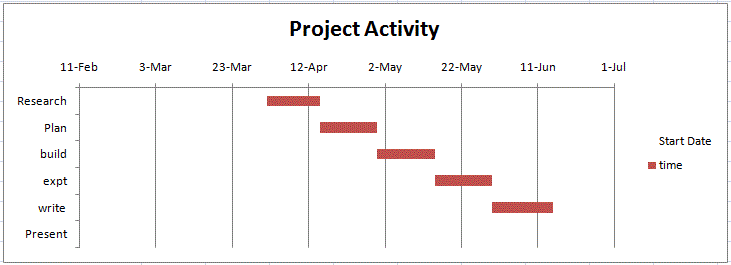 Project Activity
11-Feb 3-Mar 23-Mar 12-Apr 2-May 22-May 11-Jun 1-Jul
Research
Plan
build
expt
write
Present
Start Date
time